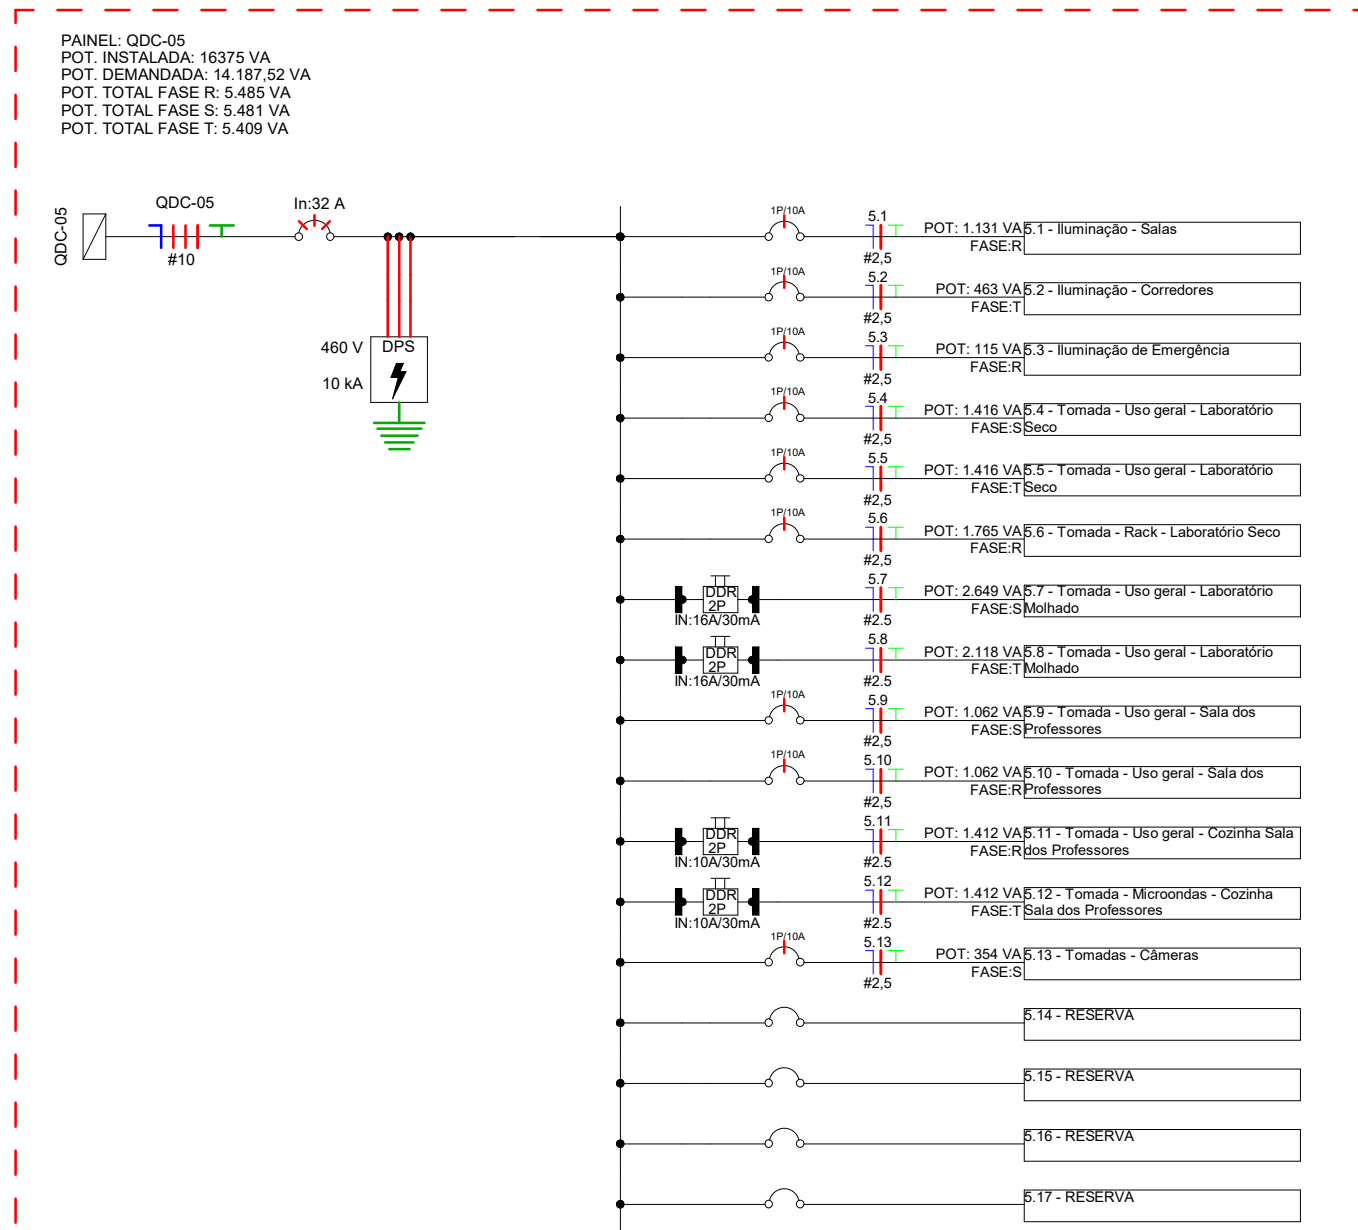 PAINEL: QDC-05
POT. INSTALADA: 16375 VA
POT. DEMANDADA: 14.187,52 VA
POT. TOTAL FASE R: 5.485 VA
POT. TOTAL FASE S: 5.481 VA
POT. TOTAL FASE T: 5.409 VA
QDC-05
QDC-05
#10
In:32 A
460 V
10 kA
DPS
1P/10A
5.1
#2,5
POT: 1.131 VA
FASE:R
5.1 - Iluminação - Salas
1P/10A
5.2
#2,5
POT: 463 VA
FASE:T
5.2 - Iluminação - Corredores
1P/10A
5.3
#2,5
POT: 115 VA
FASE:R
5.3 - Iluminação de Emergência
1P/10A
5.4
#2,5
POT: 1.416 VA
FASE:S
5.4 - Tomada - Uso geral - Laboratório
Seco
1P/10A
5.5
#2,5
POT: 1.416 VA
FASE:T
5.5 - Tomada - Uso geral - Laboratório
Seco
1P/10A
5.6
#2,5
POT: 1.765 VA
FASE:R
5.6 - Tomada - Rack - Laboratório Seco
DDR
2P
IN:16A/30mA
5.7
#2.5
POT: 2.649 VA
FASE:S
5.7 - Tomada - Uso geral - Laboratório
Molhado
DDR
2P
IN:16A/30mA
5.8
#2.5
POT: 2.118 VA
FASE:T
5.8 - Tomada - Uso geral - Laboratório
Molhado
1P/10A
5.9
#2,5
POT: 1.062 VA
FASE:S
5.9 - Tomada - Uso geral - Sala dos
Professores
1P/10A
5.10
#2,5
POT: 1.062 VA
FASE:R
5.10 - Tomada - Uso geral - Sala dos
Professores
DDR
2P
IN:10A/30mA
5.11
#2.5
POT: 1.412 VA
FASE:R
5.11 - Tomada - Uso geral - Cozinha Sala
dos Professores
DDR
2P
IN:10A/30mA
5.12
#2.5
POT: 1.412 VA
FASE:T
5.12 - Tomada - Microondas - Cozinha
Sala dos Professores
1P/10A
5.13
#2,5
POT: 354 VA
FASE:S
5.13 - Tomadas - Câmeras
5.14 - RESERVA
5.15 - RESERVA
5.16 - RESERVA
5.17 - RESERVA